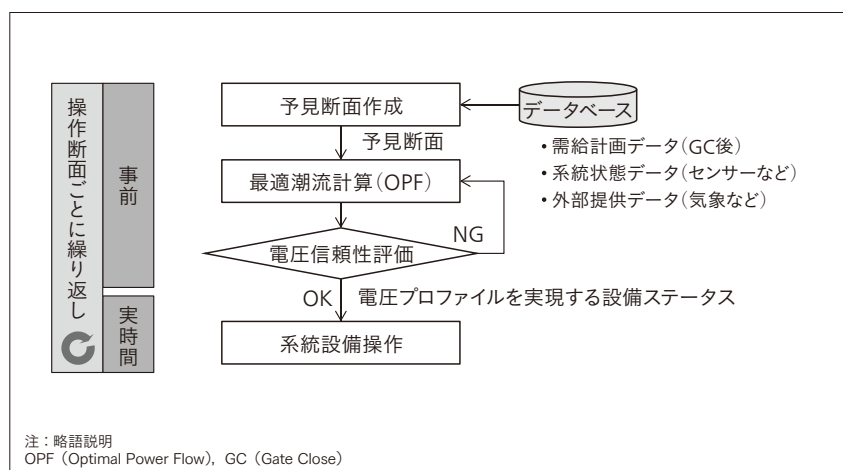 操作断面ごとに繰り返し
事前
実時間
予見断面作成
データベース
予見断面
・需給計画データ（GC後）
・系統状態データ（センサーなど）
・外部提供データ（気象など）
最適潮流計算（OPF）
NG
電圧信頼性評価
OK
電圧プロファイルを実現する設備ステータス
系統設備操作
注：略語説明
OPF（Optimal Power Flow），GC（Gate Close）